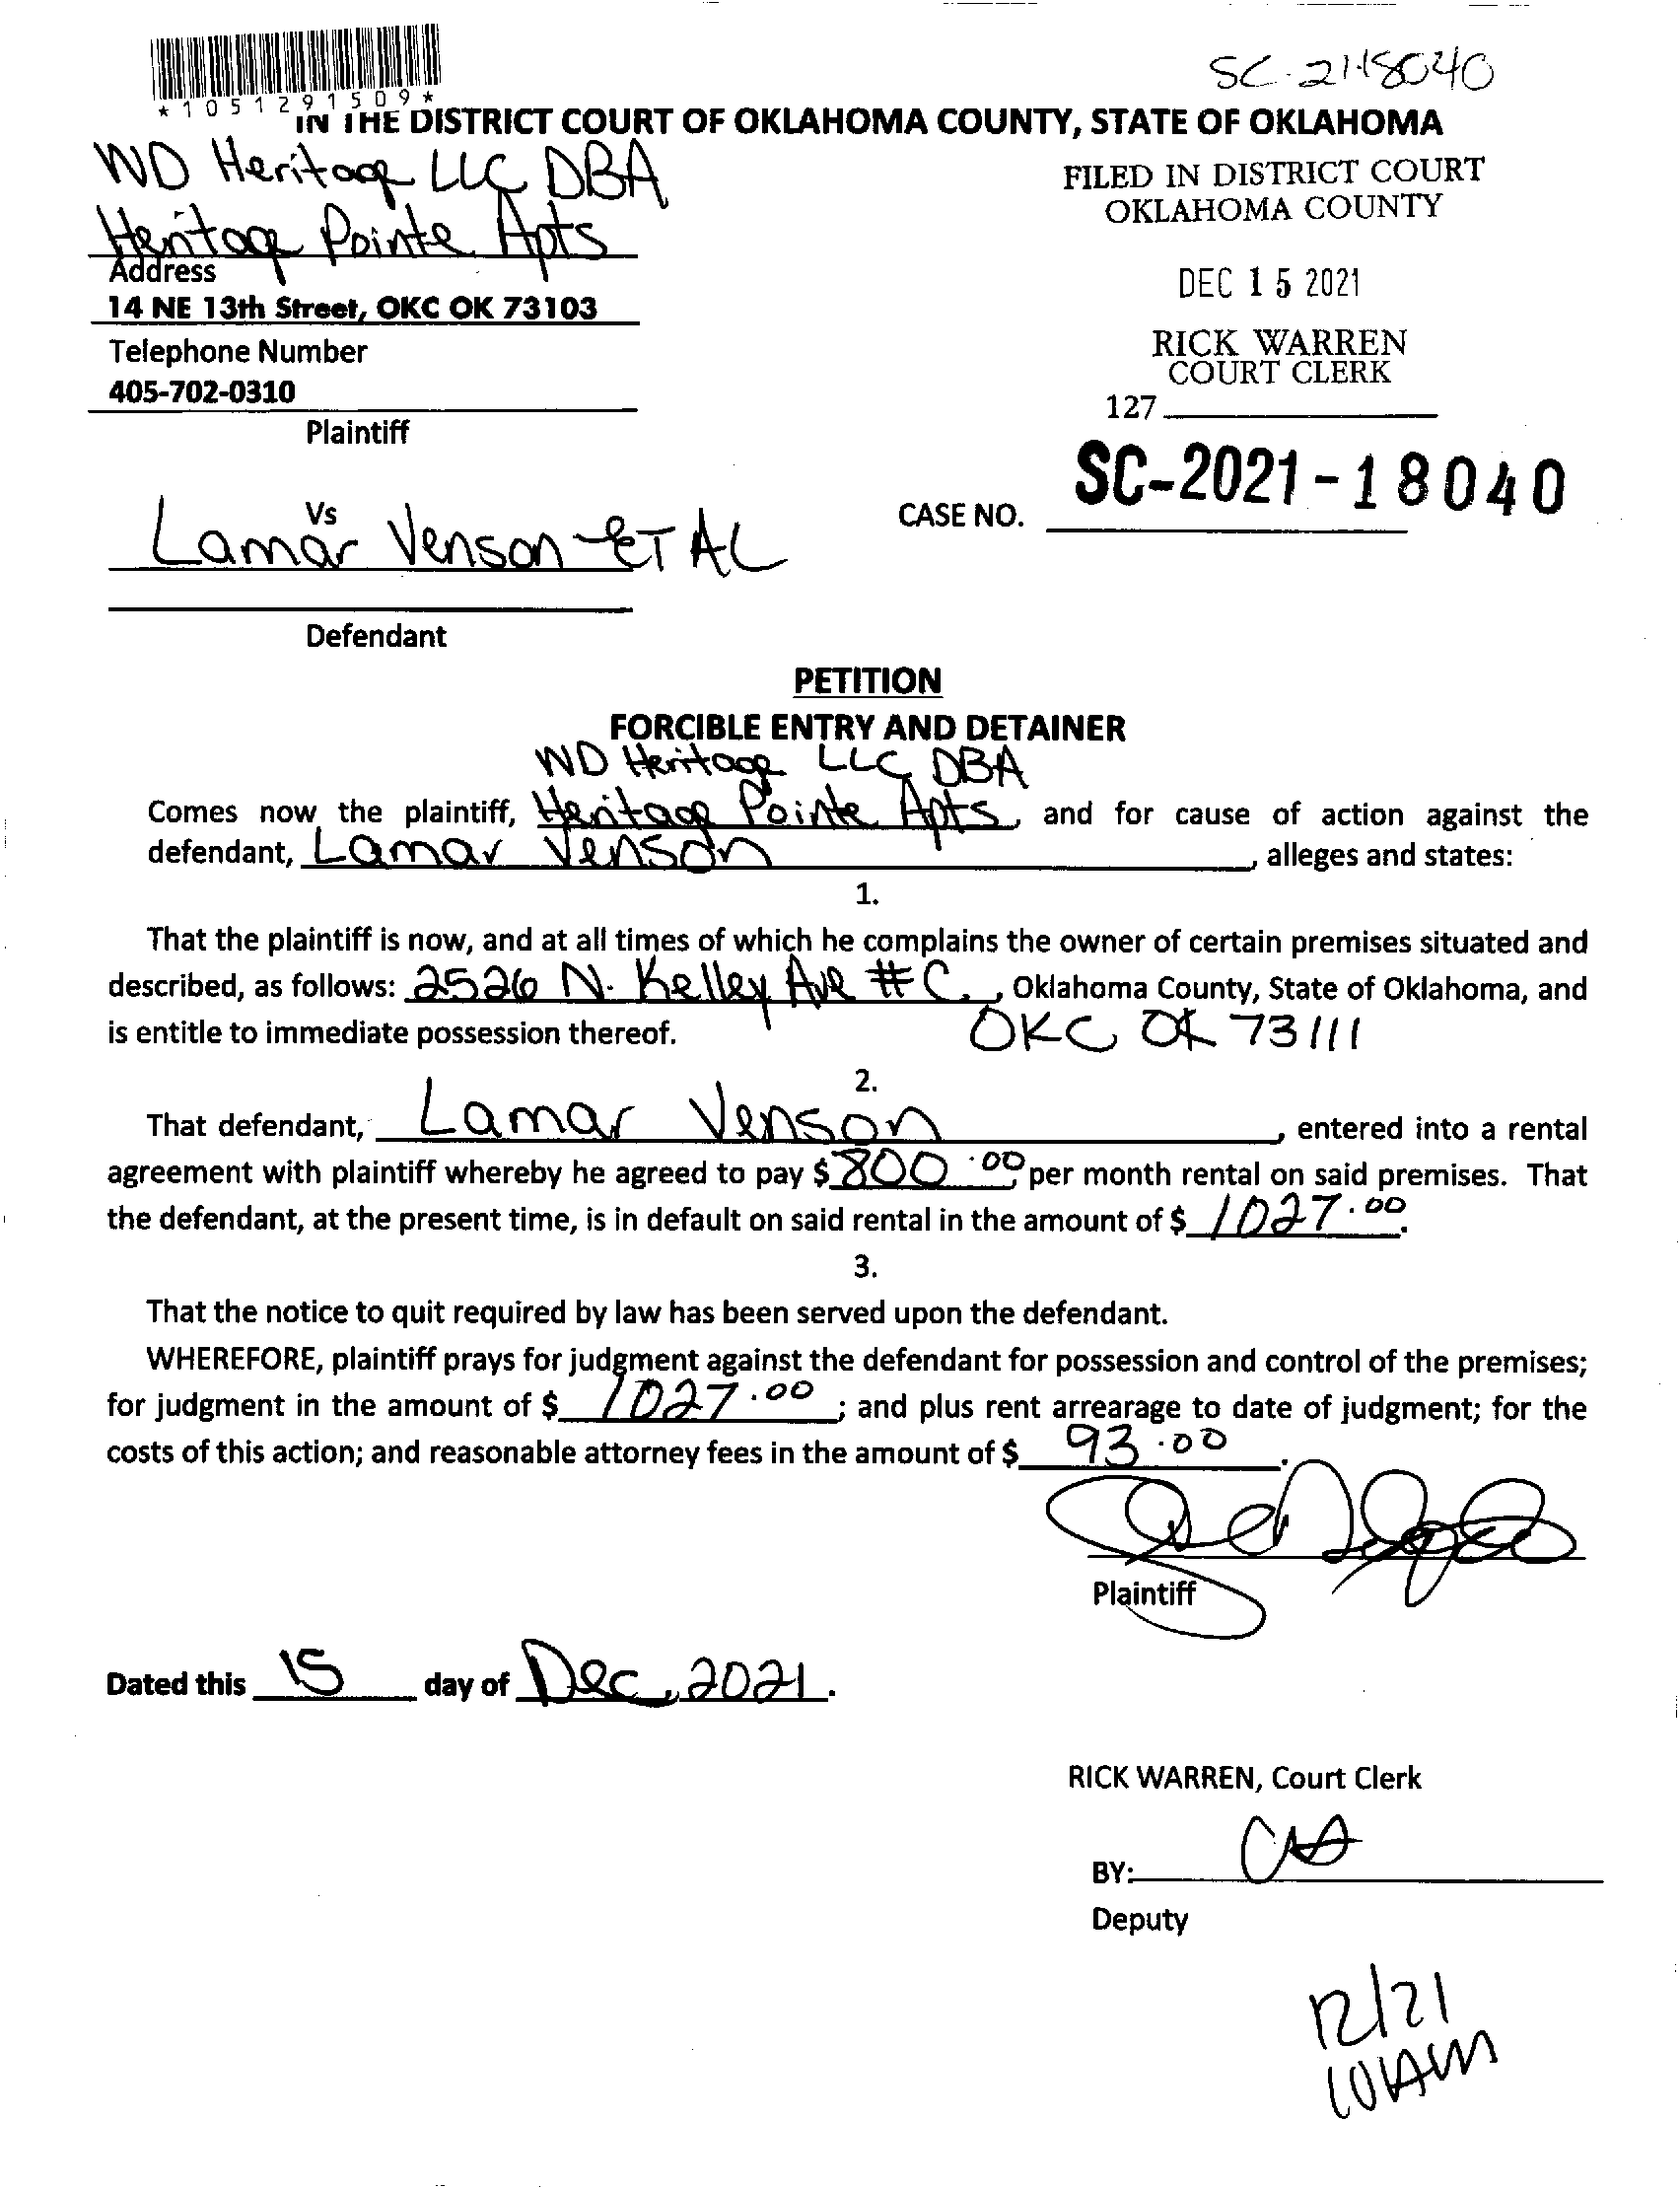 SC-21-18040
*1051291509*
IN THE DISTRICT COURT OF OKLAHOMA COUNTY, STATE OF OKLAHOMA
WD Heritage LLC DBA
Heritage Pointe Apts
Address
14 NE 13th Street, OKC OK 73103
Telephone Number
405-702-0310
Plaintiff
FILED IN DISTRICT COURT
OKLAHOMA COUNTY
DEC 15 2021
RICK WARREN
COURT CLERK
127
Vs
Lamar Venson ET AL
Defendant
CASE NO. SC-2021-18040
PETITION
FORCIBLE ENTRY AND DETAINER
WD Heritage LLC DBA
Comes now the plaintiff, Heritage Pointe Apts, and for cause of action against the
defendant, Lamar Venson, alleges and states:
1.
That the plaintiff is now, and at all times of which he complains the owner of certain premises situated and
described, as follows: 2526 N. Kelley Ave #C., Oklahoma County, State of Oklahoma, and
is entitle to immediate possession thereof. OKC OK 73111
2.
That defendant, Lamar Venson, entered into a rental
agreement with plaintiff whereby he agreed to pay $ 800.00 per month rental on said premises. That
the defendant, at the present time, is in default on said rental in the amount of $ 1027.00.
3.
That the notice to quit required by law has been served upon the defendant.
WHEREFORE, plaintiff prays for judgment against the defendant for possession and control of the premises;
for judgment in the amount of $ 1027.00; and plus rent arrearage to date of judgment; for the
costs of this action; and reasonable attorney fees in the amount of $ 93.00.
Plaintiff
Dated this 15 day of Dec, 2021.
RICK WARREN, Court Clerk
BY:
Deputy
12/21
10AM